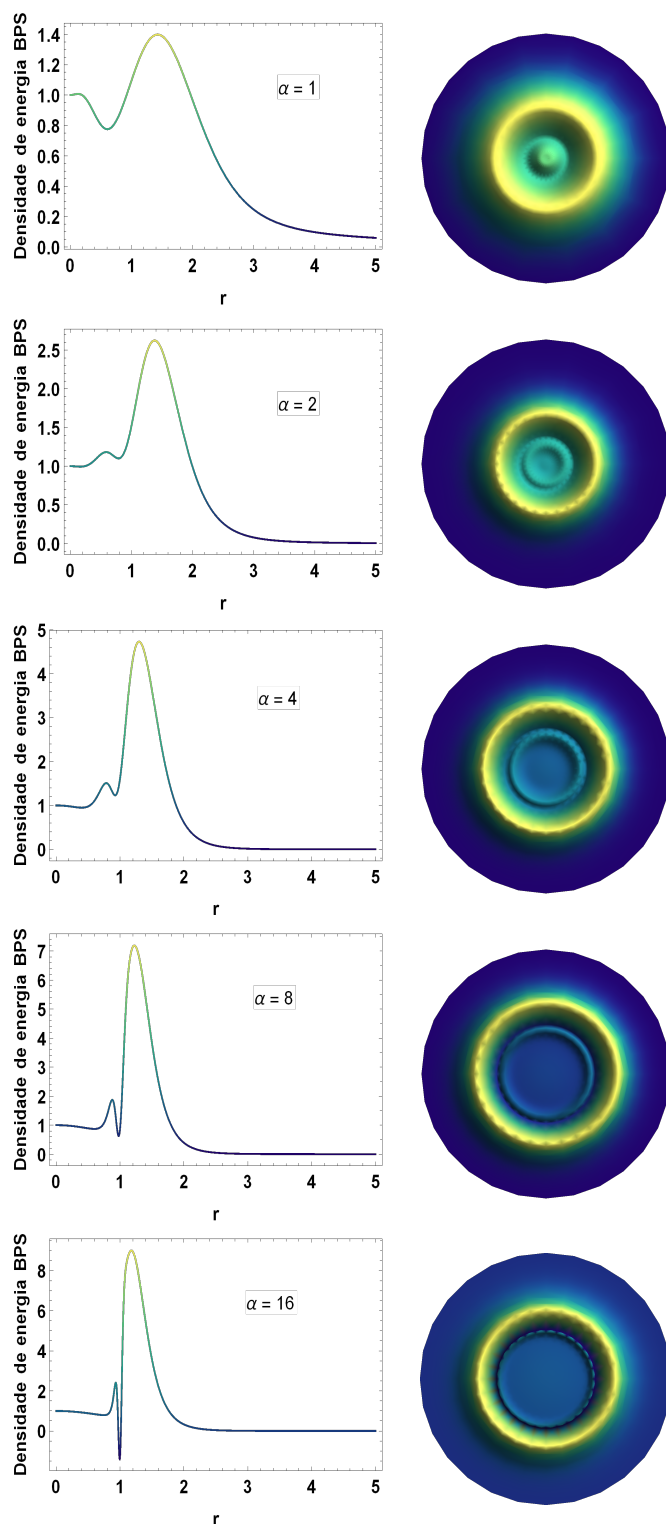 Densidade de energia BPS
1.4
1.2
1.0
0.8
0.6
0.4
0.2
0.0
α = 1
0 1 2 3 4 5
r
Densidade de energia BPS
2.5
2.0
1.5
1.0
0.5
0.0
α = 2
0 1 2 3 4 5
r
Densidade de energia BPS
5
4
3
2
1
0
α = 4
0 1 2 3 4 5
r
Densidade de energia BPS
7
6
5
4
3
2
1
0
α = 8
0 1 2 3 4 5
r
Densidade de energia BPS
8
6
4
2
0
α = 16
0 1 2 3 4 5
r